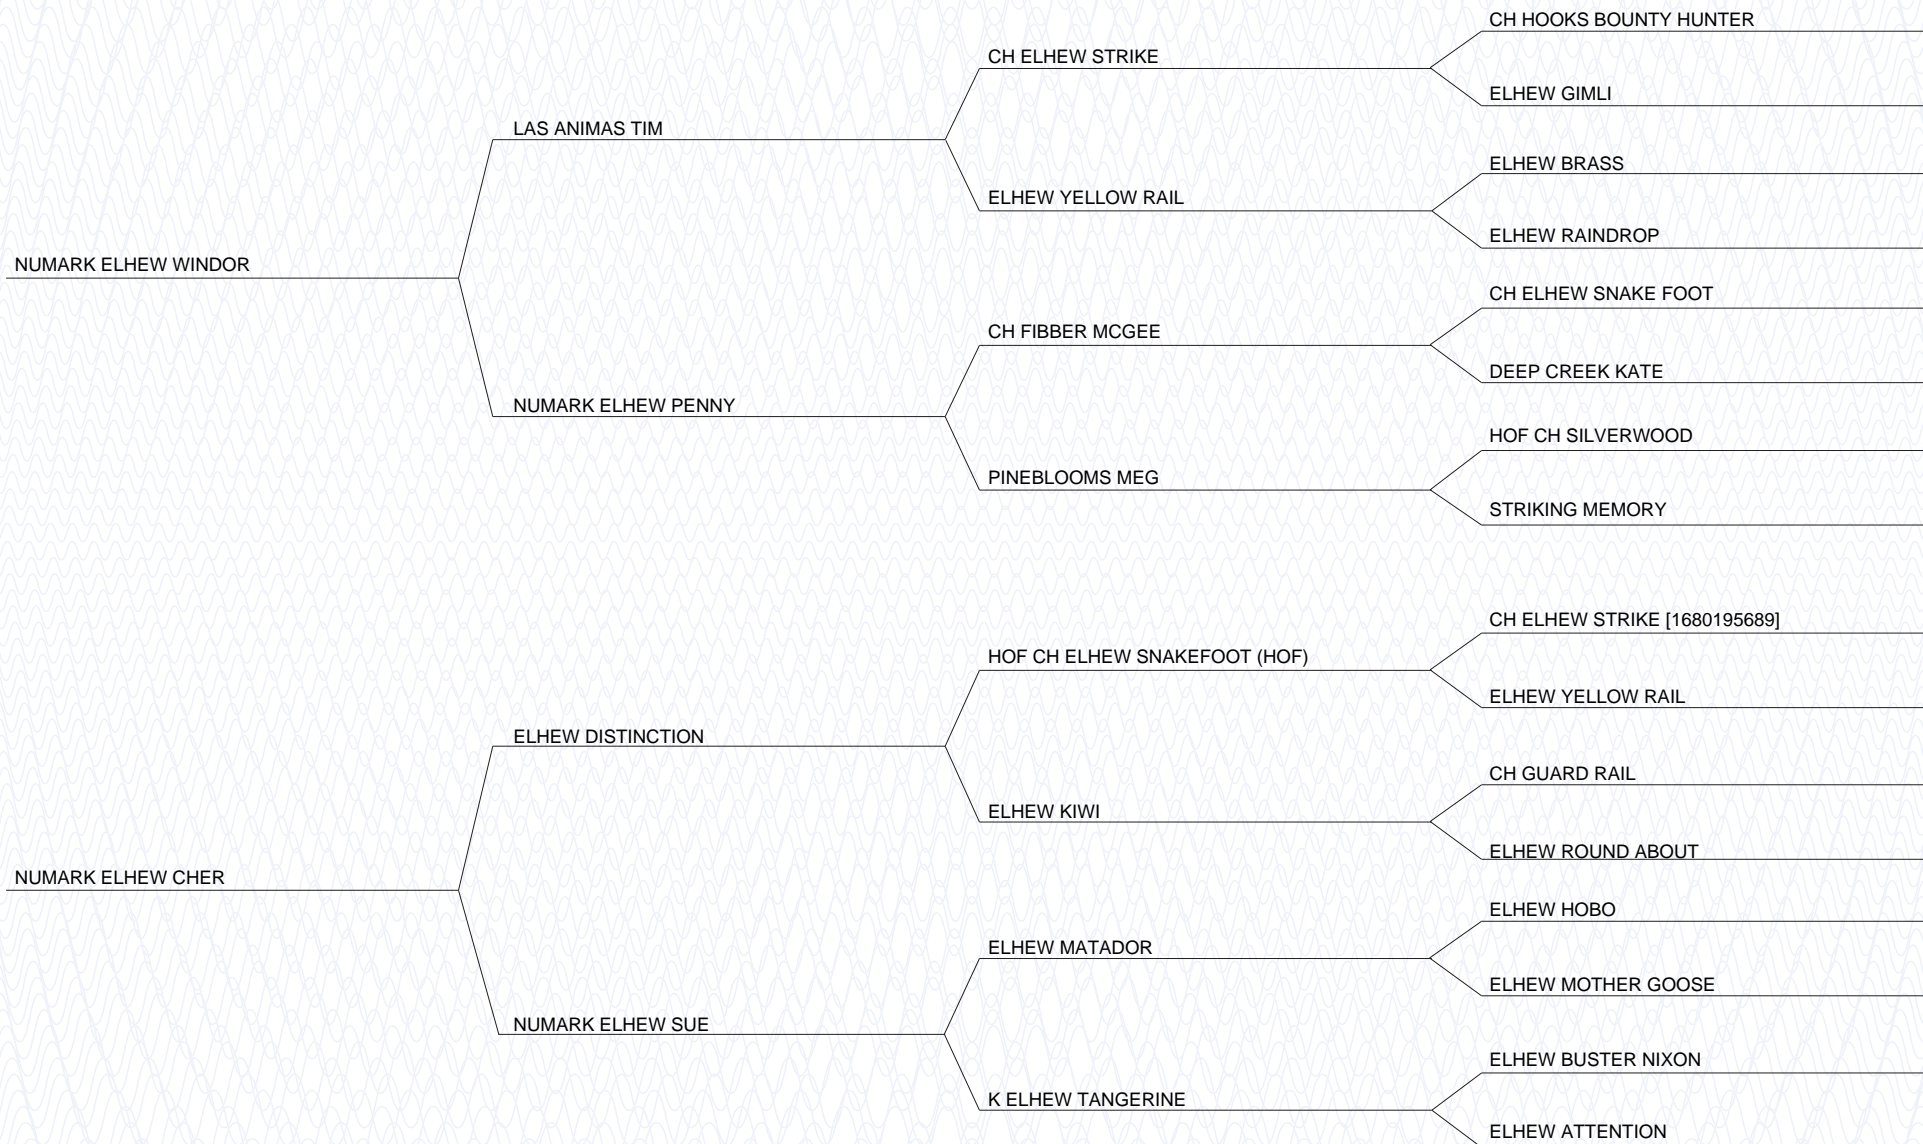 CH HOOKS BOUNTY HUNTER
CH ELHEW STRIKE
ELHEW GIMLI
LAS ANIMAS TIM
ELHEW BRASS
ELHEW YELLOW RAIL
ELHEW RAINDROP
NUMARK ELHEW WINDOR
CH ELHEW SNAKE FOOT
CH FIBBER MCGEE
DEEP CREEK KATE
NUMARK ELHEW PENNY
HOF CH SILVERWOOD
PINEBLOOMS MEG
STRIKING MEMORY
CH ELHEW STRIKE [1680195689]
HOF CH ELHEW SNAKEFOOT (HOF)
ELHEW YELLOW RAIL
ELHEW DISTINCTION
CH GUARD RAIL
ELHEW KIWI
ELHEW ROUND ABOUT
NUMARK ELHEW CHER
ELHEW HOBO
ELHEW MATADOR
ELHEW MOTHER GOOSE
NUMARK ELHEW SUE
ELHEW BUSTER NIXON
K ELHEW TANGERINE
ELHEW ATTENTION